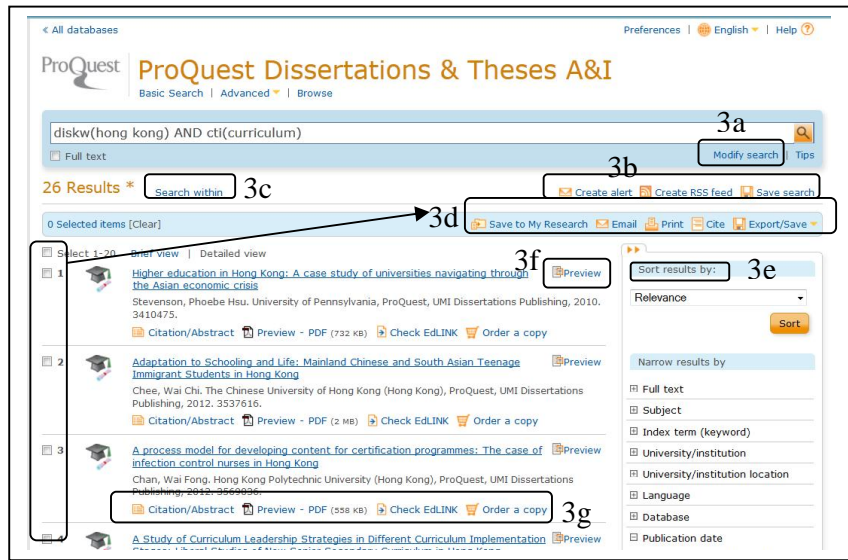 « All databases
Preferences | English | Help ?
ProQuest
ProQuest Dissertations & Theses A&I
Basic Search | Advanced | Browse
diskw(hong kong) AND cti(curriculum)
3a
Full text
Modify search | Tips
3b
26 Results *
Search within
3c
Create alert Create RSS feed Save search
0 Selected items [Clear]
3d
Save to My Research Email Print Cite Export/Save
Select 1-20 Brief view | Detailed view
1
Higher education in Hong Kong: A case study of universities navigating through
the Asian economic crisis
3f
Preview
Stevenson, Phoebe Hsu. University of Pennsylvania, ProQuest, UMI Dissertations Publishing, 2010.
3410475.
Citation/Abstract Preview - PDF (732 KB) Check EdLINK Order a copy
2
Adaptation to Schooling and Life: Mainland Chinese and South Asian Teenage
Immigrant Students in Hong Kong
Preview
Chee, Wai Chi. The Chinese University of Hong Kong (Hong Kong), ProQuest, UMI Dissertations
Publishing, 2012. 3537616.
Citation/Abstract Preview - PDF (2 MB) Check EdLINK Order a copy
3
A process model for developing content for certification programmes: The case of
infection control nurses in Hong Kong
Preview
Chan, Wai Fong. Hong Kong Polytechnic University (Hong Kong), ProQuest, UMI Dissertations
Publishing, 2012.
Citation/Abstract Preview - PDF (558 KB) Check EdLINK Order a copy
3g
4
A Study of Curriculum Leadership Strategies in Different Curriculum Implementation
Preview
Sort results by:
3e
Relevance
Sort
Narrow results by
Full text
Subject
Index term (keyword)
University/institution
University/institution location
Language
Database
Publication date